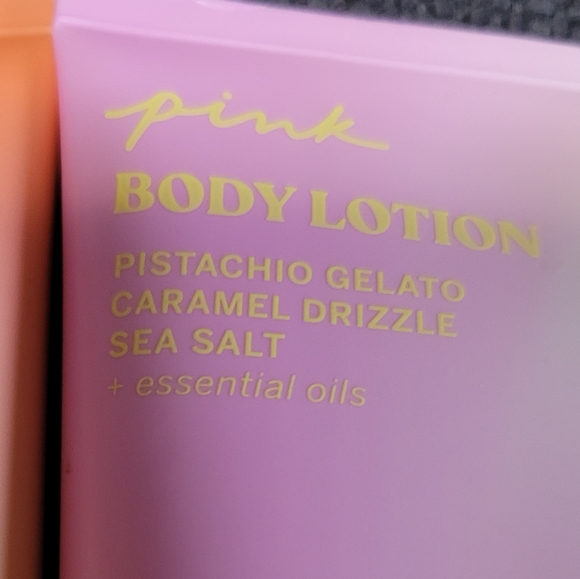 pink
BODY LOTION
PISTACHIO GELATO
CARAMEL DRIZZLE
SEA SALT
+ essential oils